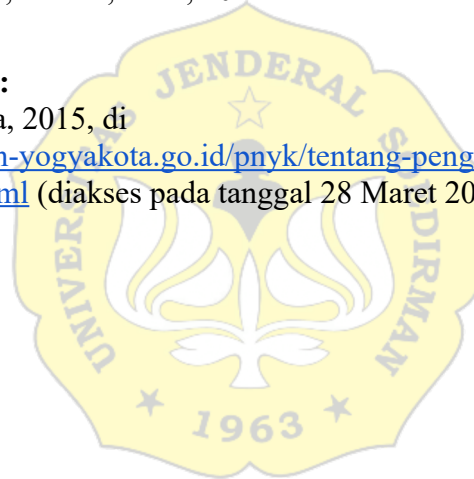 :
a, 2015, di
n-yogyakota.go.id/pnyk/tentang-peng
ml (diakses pada tanggal 28 Maret 20
UNIVERSITAS JENDERAL SOEDIRMAN
1963